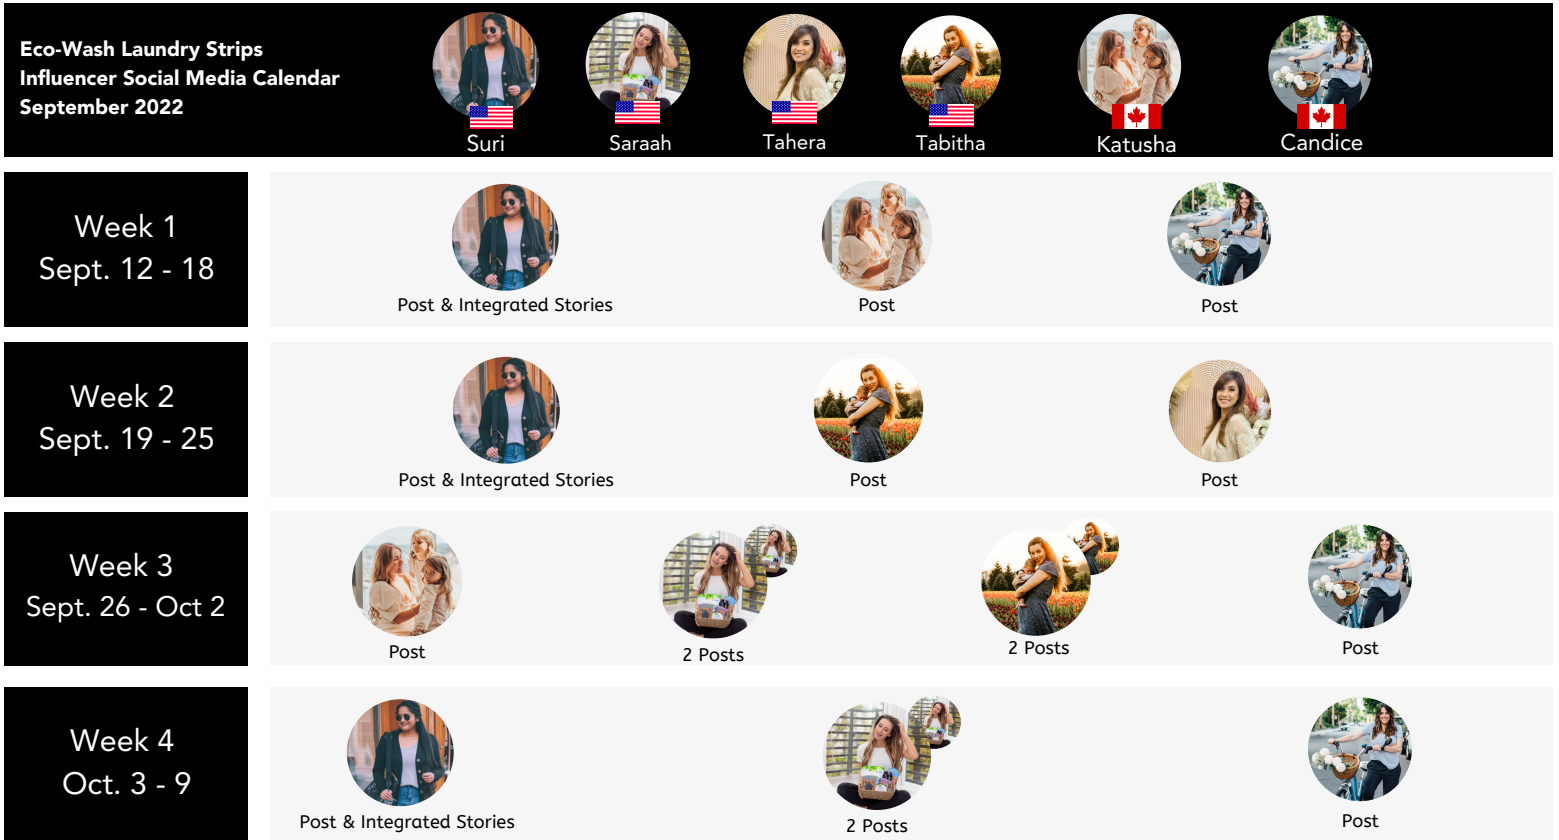 Eco-Wash Laundry Strips
Influencer Social Media Calendar
September 2022
Suri
Saraah
Tahera
Tabitha
Katusha
Candice
Week 1
Sept. 12 - 18
Post & Integrated Stories
Post
Post
Week 2
Sept. 19 - 25
Post & Integrated Stories
Post
Post
Week 3
Sept. 26 - Oct 2
Post
2 Posts
2 Posts
Post
Week 4
Oct. 3 - 9
Post & Integrated Stories
2 Posts
Post